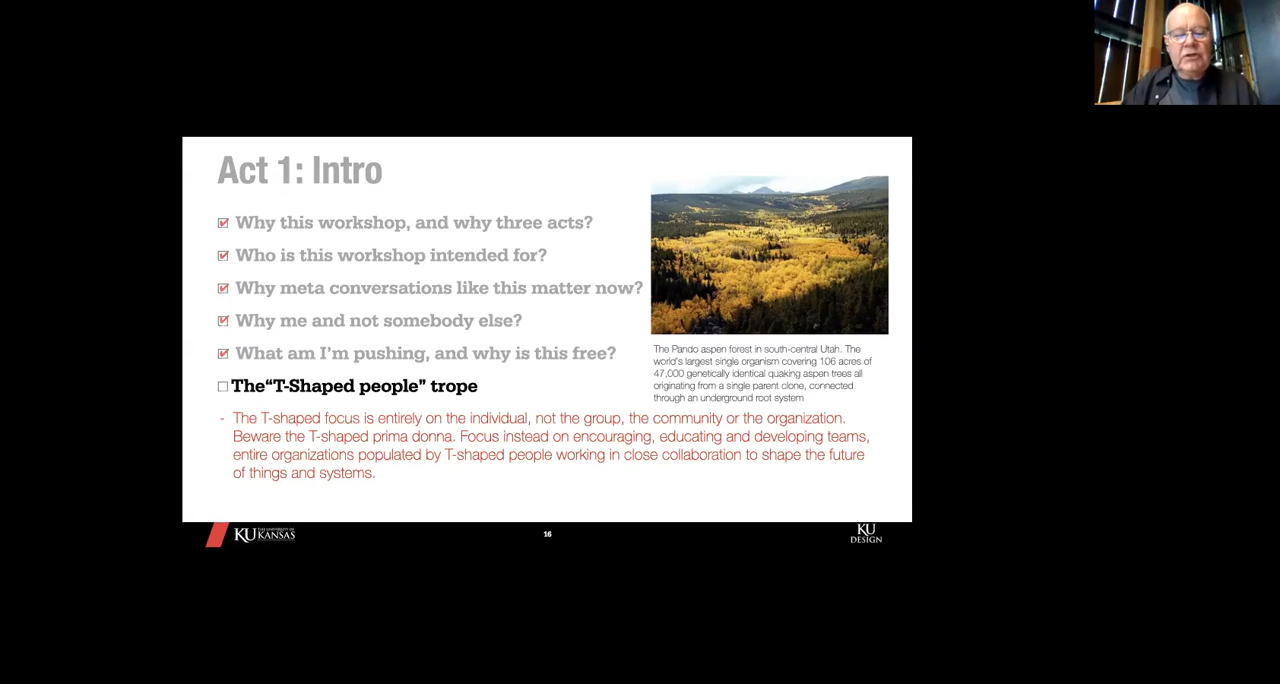 Act 1: Intro
Why this workshop, and why three acts?
Who is this workshop intended for?
Why meta conversations like this matter now?
Why me and not somebody else?
What am I’m pushing, and why is this free?
The“T-Shaped people” trope
- The T-shaped focus is entirely on the individual, not the group, the community or the organization.
Beware the T-shaped prima donna. Focus instead on encouraging, educating and developing teams,
entire organizations populated by T-shaped people working in close collaboration to shape the future
of things and systems.
The Pando aspen forest in south-central Utah. The
world's largest single organism covering 106 acres of
47,000 genetically identical quaking aspen trees all
originating from a single parent clone, connected
through an underground root system
KU THE UNIVERSITY OF
KANSAS
16
KU
DESIGN